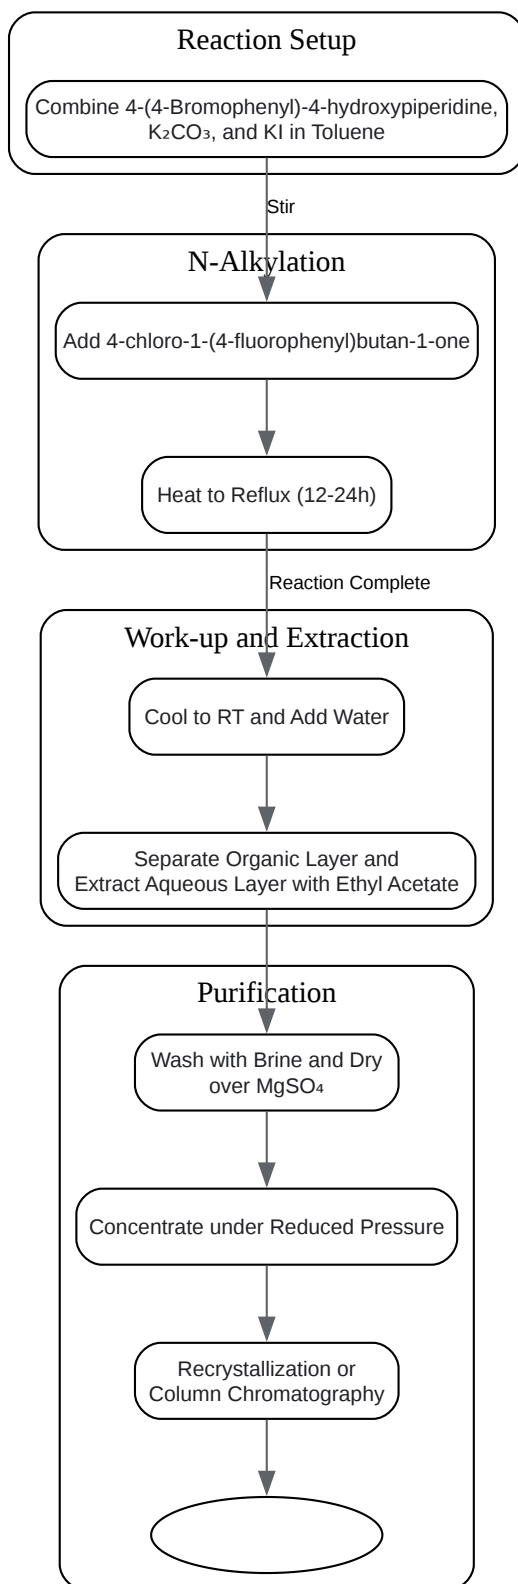 Reaction Setup
Combine 4-(4-Bromophenyl)-4-hydroxypiperidine,
K₂CO₃, and KI in Toluene
Stir
N-Alkylation
Add 4-chloro-1-(4-fluorophenyl)butan-1-one
Heat to Reflux (12-24h)
Reaction Complete
Work-up and Extraction
Cool to RT and Add Water
Separate Organic Layer and
Extract Aqueous Layer with Ethyl Acetate
Purification
Wash with Brine and Dry
over MgSO₄
Concentrate under Reduced Pressure
Recrystallization or
Column Chromatography